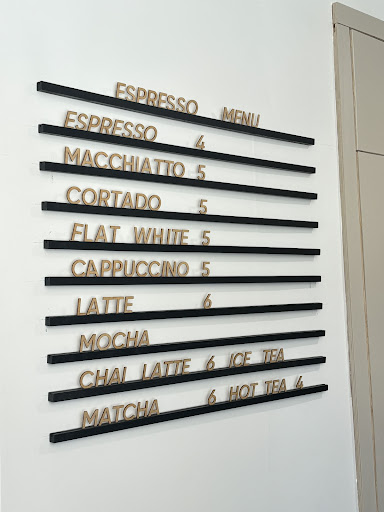 ESPRESSO MENU
ESPRESSO 4
MACCHIATTO 5
CORTADO 5
FLAT WHITE 5
CAPPUCCINO 5
LATTE 6
MOCHA
CHAI LATTE 6 ICE TEA
MATCHA 6 HOT TEA 4